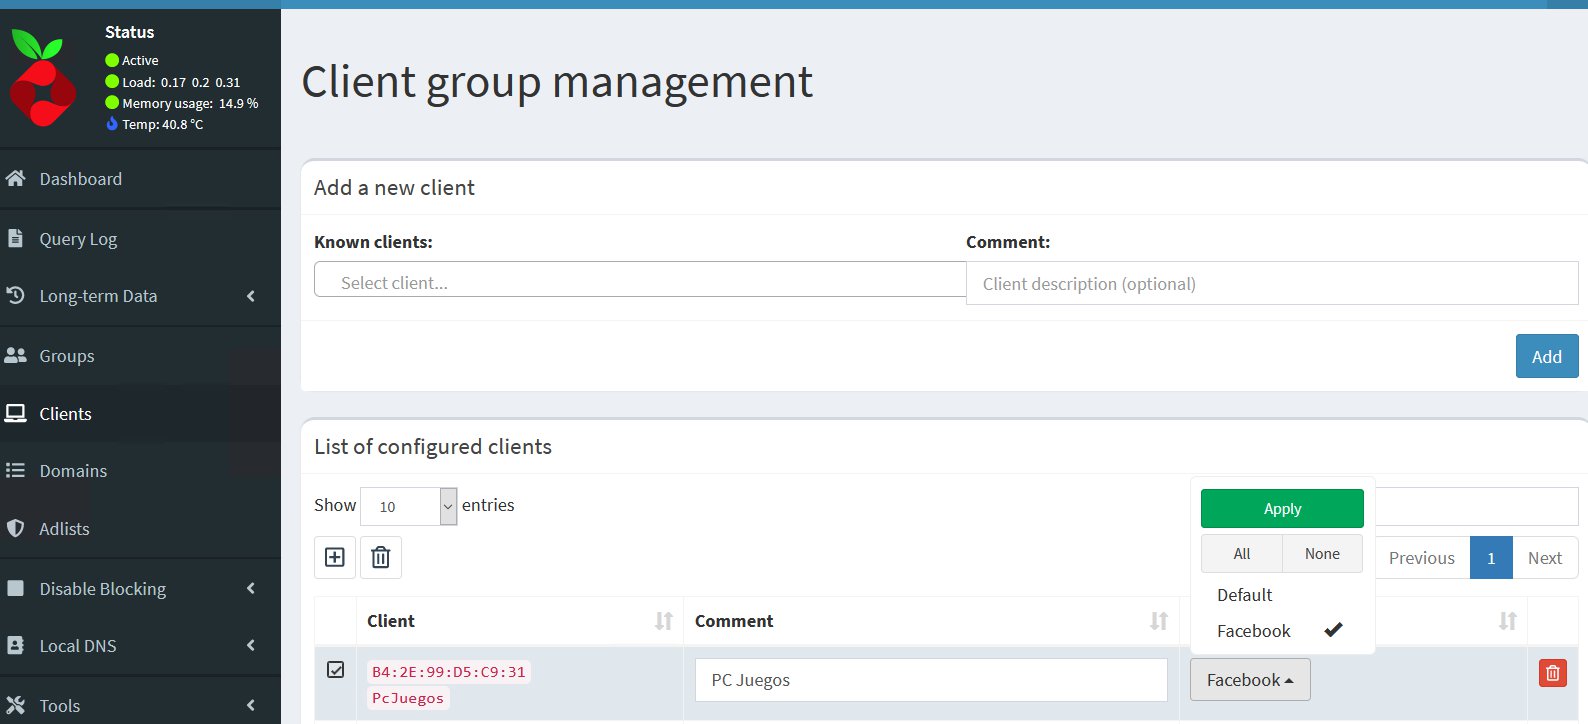 Status
Active
Load: 0.17 0.2 0.31
Memory usage: 14.9 %
Temp: 40.8 °C
Dashboard
Query Log
Long-term Data
Groups
Clients
Domains
Adlists
Disable Blocking
Local DNS
Tools
Client group management
Add a new client
Known clients:
Comment:
Select client...
Client description (optional)
Add
List of configured clients
Show 10 entries
Apply
All None
Default
Facebook
Previous 1 Next
Client
Comment
B4:2E:99:D5:C9:31
PcJuegos
PC Juegos
Facebook